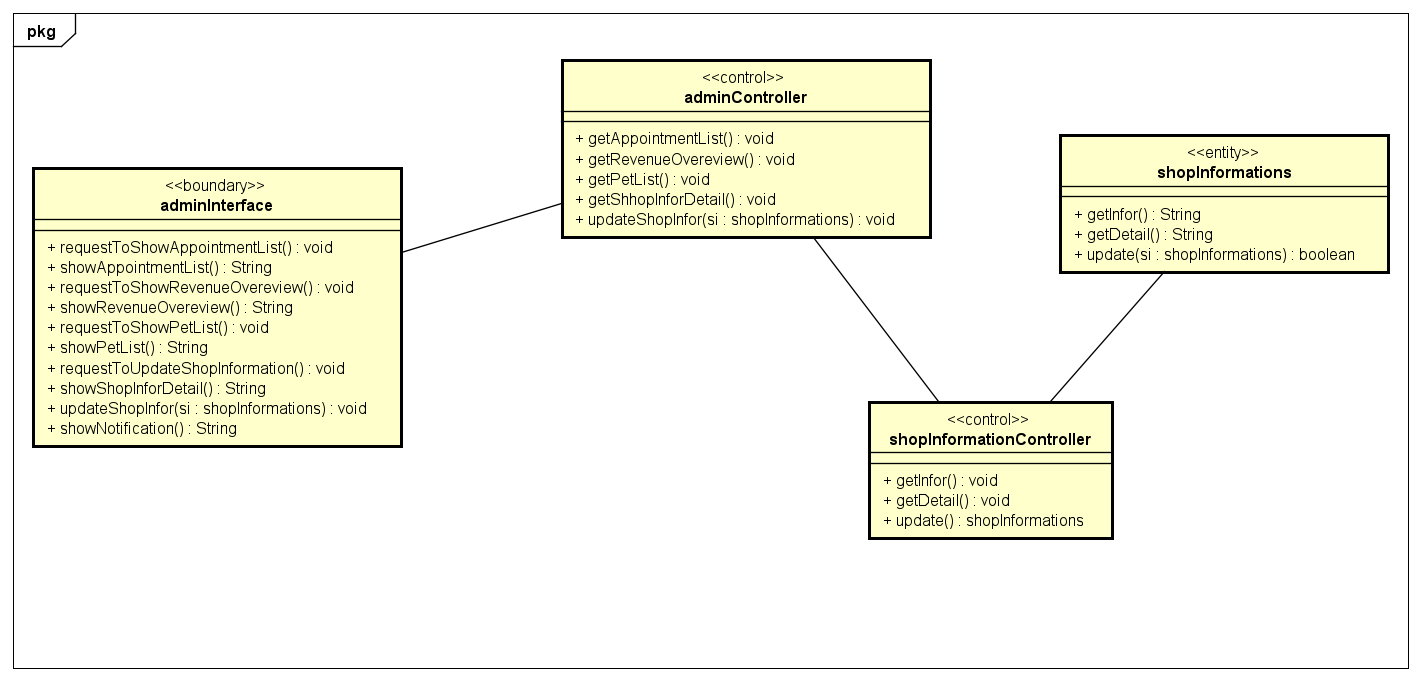 pkg
<<control>>
adminController
+ getAppointmentList() : void
+ getRevenueOvereview() : void
+ getPetList() : void
+ getShhopInforDetail() : void
+ updateShopInfor(si : shopInformations) : void
<<entity>>
shopInformations
+ getInfor() : String
+ getDetail() : String
+ update(si : shopInformations) : boolean
<<boundary>>
adminInterface
+ requestToShowAppointmentList() : void
+ showAppointmentList() : String
+ requestToShowRevenueOvereview() : void
+ showRevenueOvereview() : String
+ requestToShowPetList() : void
+ showPetList() : String
+ requestToUpdateShopInformation() : void
+ showShopInforDetail() : String
+ updateShopInfor(si : shopInformations) : void
+ showNotification() : String
<<control>>
shopInformationController
+ getInfor() : void
+ getDetail() : void
+ update() : shopInformations